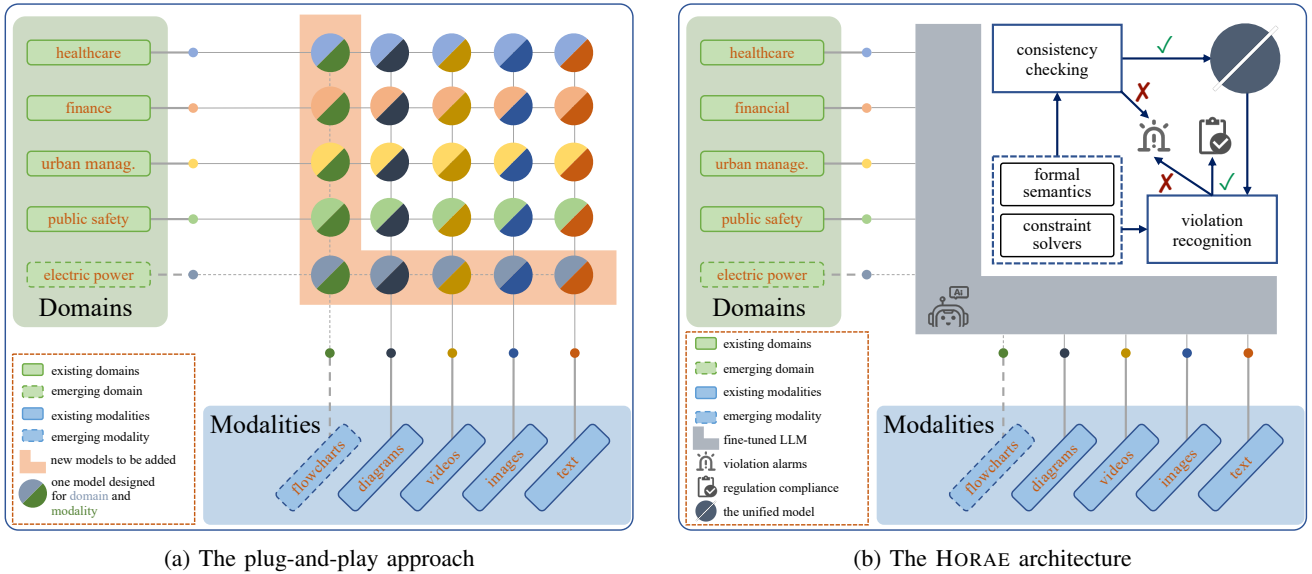 healthcare
finance
urban manag.
public safety
electric power
Domains
existing domains
emerging domain
existing modalities
emerging modality
new models to be added
one model designed
for domain and
modality
Modalities
flowcharts
diagrams
videos
images
text
(a) The plug-and-play approach
healthcare
financial
urban manage.
public safety
electric power
Domains
consistency
checking
formal
semantics
constraint
solvers
violation
recognition
Ai
existing domains
emerging domain
existing modalities
emerging modality
fine-tuned LLM
violation alarms
regulation compliance
the unified model
Modalities
flowcharts
diagrams
videos
images
text
(b) The HORAE architecture